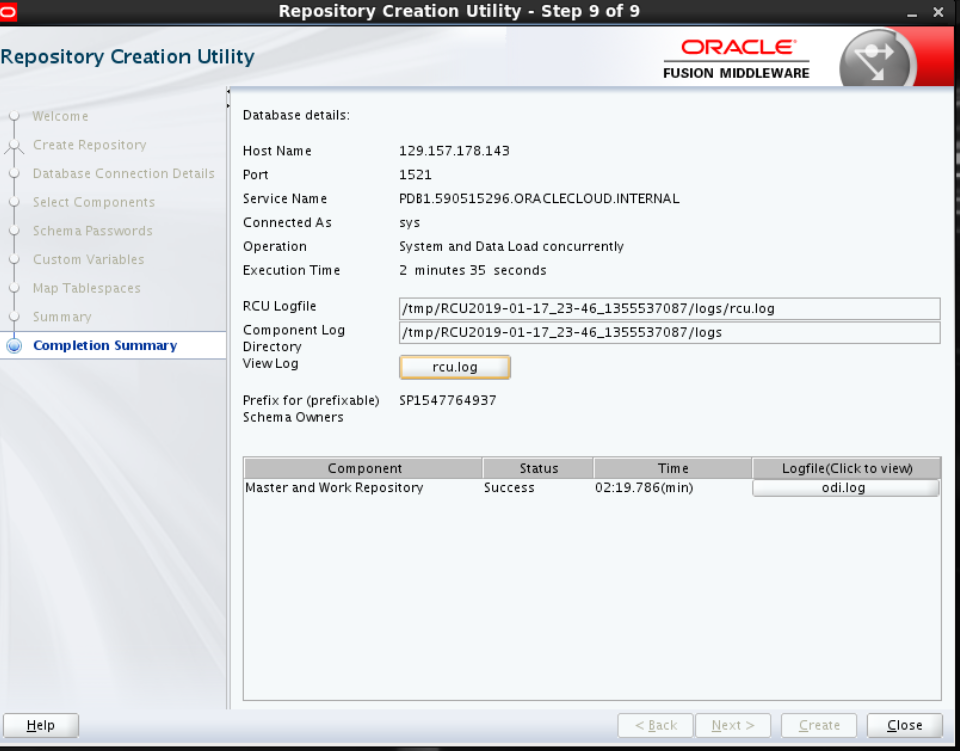 Repository Creation Utility - Step 9 of 9
Repository Creation Utility
ORACLE
FUSION MIDDLEWARE
Welcome
Create Repository
Database Connection Details
Select Components
Schema Passwords
Custom Variables
Map Tablespaces
Summary
Completion Summary
Database details:
Host Name 129.157.178.143
Port 1521
Service Name PDB1.590515296.ORACLECLOUD.INTERNAL
Connected As sys
Operation System and Data Load concurrently
Execution Time 2 minutes 35 seconds
RCU Logfile /tmp/RCU2019-01-17_23-46_1355537087/logs/rcu.log
Component Log /tmp/RCU2019-01-17_23-46_1355537087/logs
Directory
View Log rcu.log
Prefix for (prefixable) SP1547764937
Schema Owners
Component Status Time Logfile(Click to view)
Master and Work Repository Success 02:19.786(min) odi.log
Help < Back Next > Create Close